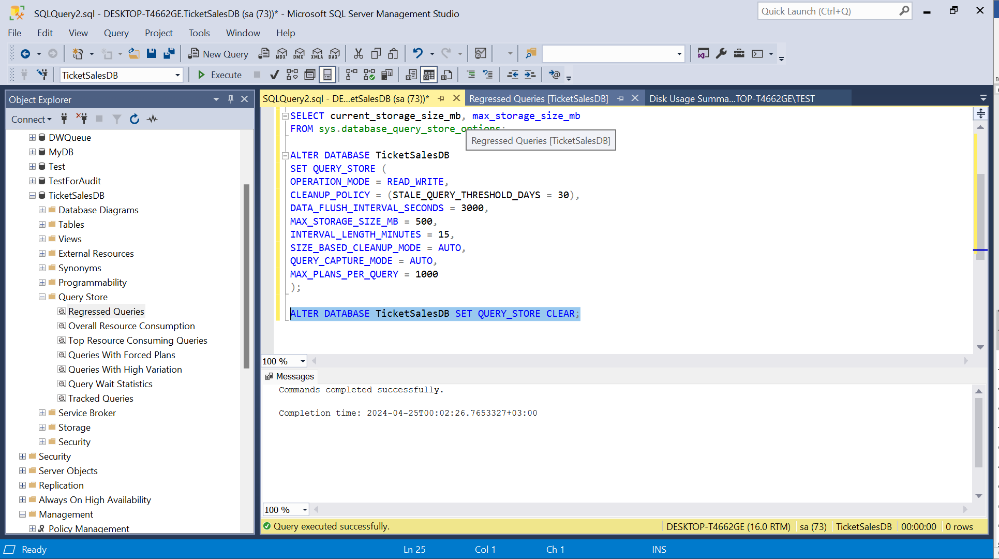 SQLQuery2.sql - DESKTOP-T4662GE.TicketSalesDB (sa (73))* - Microsoft SQL Server Management Studio
Quick Launch (Ctrl+Q)
File Edit View Query Project Tools Window Help
New Query MDX DMX XMLA DAX
TicketSalesDB Execute
Object Explorer
Connect
DWQueue
MyDB
Test
TestForAudit
TicketSalesDB
Database Diagrams
Tables
Views
External Resources
Synonyms
Programmability
Query Store
Regressed Queries
Overall Resource Consumption
Top Resource Consuming Queries
Queries With Forced Plans
Queries With High Variation
Query Wait Statistics
Tracked Queries
Service Broker
Storage
Security
Security
Server Objects
Replication
Always On High Availability
Management
Policy Management
SQLQuery2.sql - DE...etSalesDB (sa (73))* Regressed Queries [TicketSalesDB] Disk Usage Summa...TOP-T4662GE\TEST
SELECT current_storage_size_mb, max_storage_size_mb
FROM sys.database_query_store_options;
Regressed Queries [TicketSalesDB]
ALTER DATABASE TicketSalesDB
SET QUERY_STORE (
OPERATION_MODE = READ_WRITE,
CLEANUP_POLICY = (STALE_QUERY_THRESHOLD_DAYS = 30),
DATA_FLUSH_INTERVAL_SECONDS = 3000,
MAX_STORAGE_SIZE_MB = 500,
INTERVAL_LENGTH_MINUTES = 15,
SIZE_BASED_CLEANUP_MODE = AUTO,
QUERY_CAPTURE_MODE = AUTO,
MAX_PLANS_PER_QUERY = 1000
);
ALTER DATABASE TicketSalesDB SET QUERY_STORE CLEAR;
100 %
Messages
Commands completed successfully.
Completion time: 2024-04-25T00:02:26.7653327+03:00
100 %
Query executed successfully. DESKTOP-T4662GE (16.0 RTM) sa (73) TicketSalesDB 00:00:00 0 rows
Ready Ln 25 Col 1 Ch 1 INS